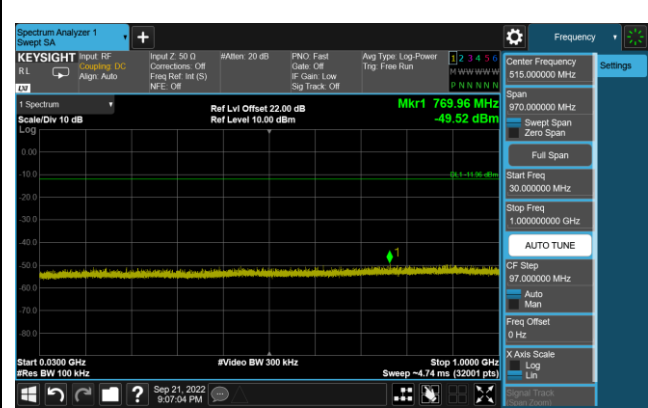 Spectrum Analyzer 1
Swept SA
+
Frequency
KEYSIGHT
RL
LXI
Input: RF
Coupling: DC
Align: Auto
Input Z: 50 Ω
Corrections: Off
Freq Ref: Int (S)
NFE: Off
#Atten: 20 dB
PNO: Fast
Gate: Off
IF Gain: Low
Sig Track: Off
Avg Type: Log-Power
Trig: Free Run
1 2 3 4 5 6
M W W W W W
P N N N N N
Center Frequency
515.000000 MHz
Settings
1 Spectrum
Scale/Div 10 dB
Log
Ref Lvl Offset 22.00 dB
Ref Level 10.00 dBm
Mkr1 769.96 MHz
-49.52 dBm
Span
970.000000 MHz
Swept Span
Zero Span
Full Span
Start Freq
30.000000 MHz
Stop Freq
1.000000000 GHz
AUTO TUNE
CF Step
97.000000 MHz
Auto
Man
Freq Offset
0 Hz
X Axis Scale
Log
Lin
Signal Track
(Span Zoom)
0.00
-10.0
DL1 -11.96 dBm
-20.0
-30.0
-40.0
1
-50.0
-60.0
-70.0
-80.0
Start 0.0300 GHz
#Res BW 100 kHz
#Video BW 300 kHz
Stop 1.0000 GHz
Sweep ~4.74 ms (32001 pts)
?
Sep 21, 2022
9:07:04 PM